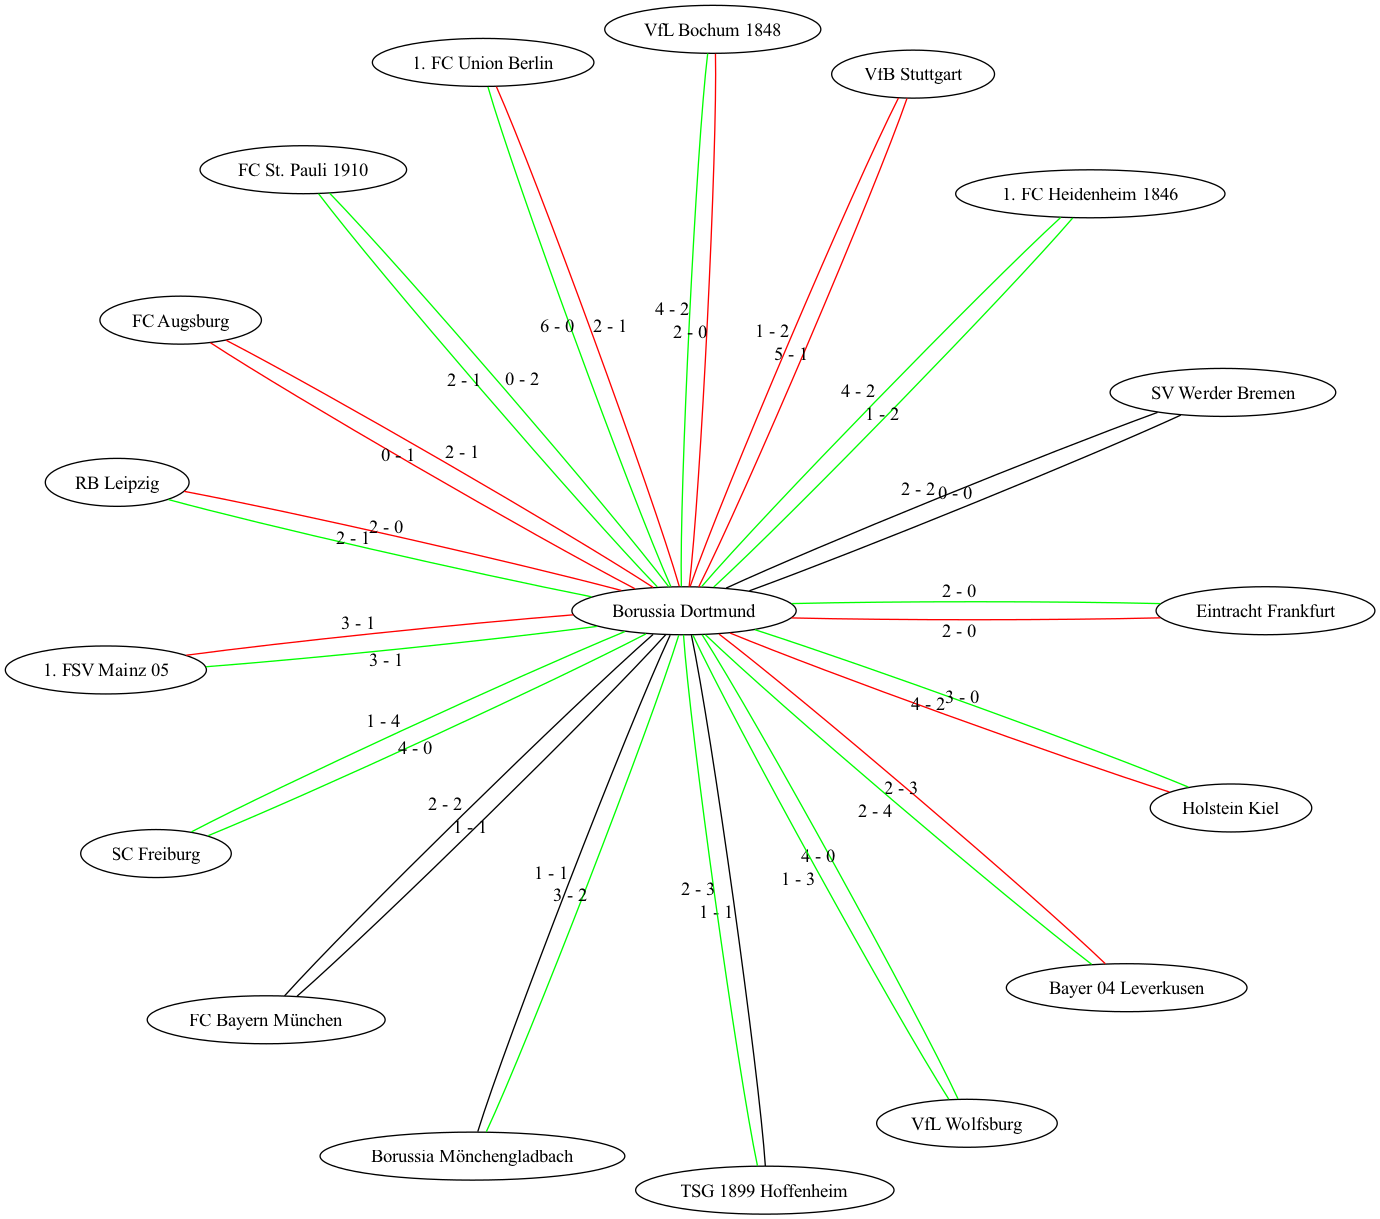 VfL Bochum 1848
1. FC Union Berlin
VfB Stuttgart
FC St. Pauli 1910
1. FC Heidenheim 1846
FC Augsburg
4 - 2
6 - 0
2 - 1
2 - 0
1 - 2
5 - 1
2 - 1
0 - 2
4 - 2
1 - 2
SV Werder Bremen
0 - 1
2 - 1
RB Leipzig
2 - 2
0 - 0
2 - 0
2 - 1
2 - 0
Borussia Dortmund
Eintracht Frankfurt
3 - 1
2 - 0
3 - 1
1. FSV Mainz 05
3 - 0
4 - 2
1 - 4
4 - 0
2 - 3
2 - 2
Holstein Kiel
2 - 4
1 - 1
SC Freiburg
4 - 0
1 - 1
1 - 3
2 - 3
3 - 2
1 - 1
Bayer 04 Leverkusen
FC Bayern München
VfL Wolfsburg
Borussia Mönchengladbach
TSG 1899 Hoffenheim